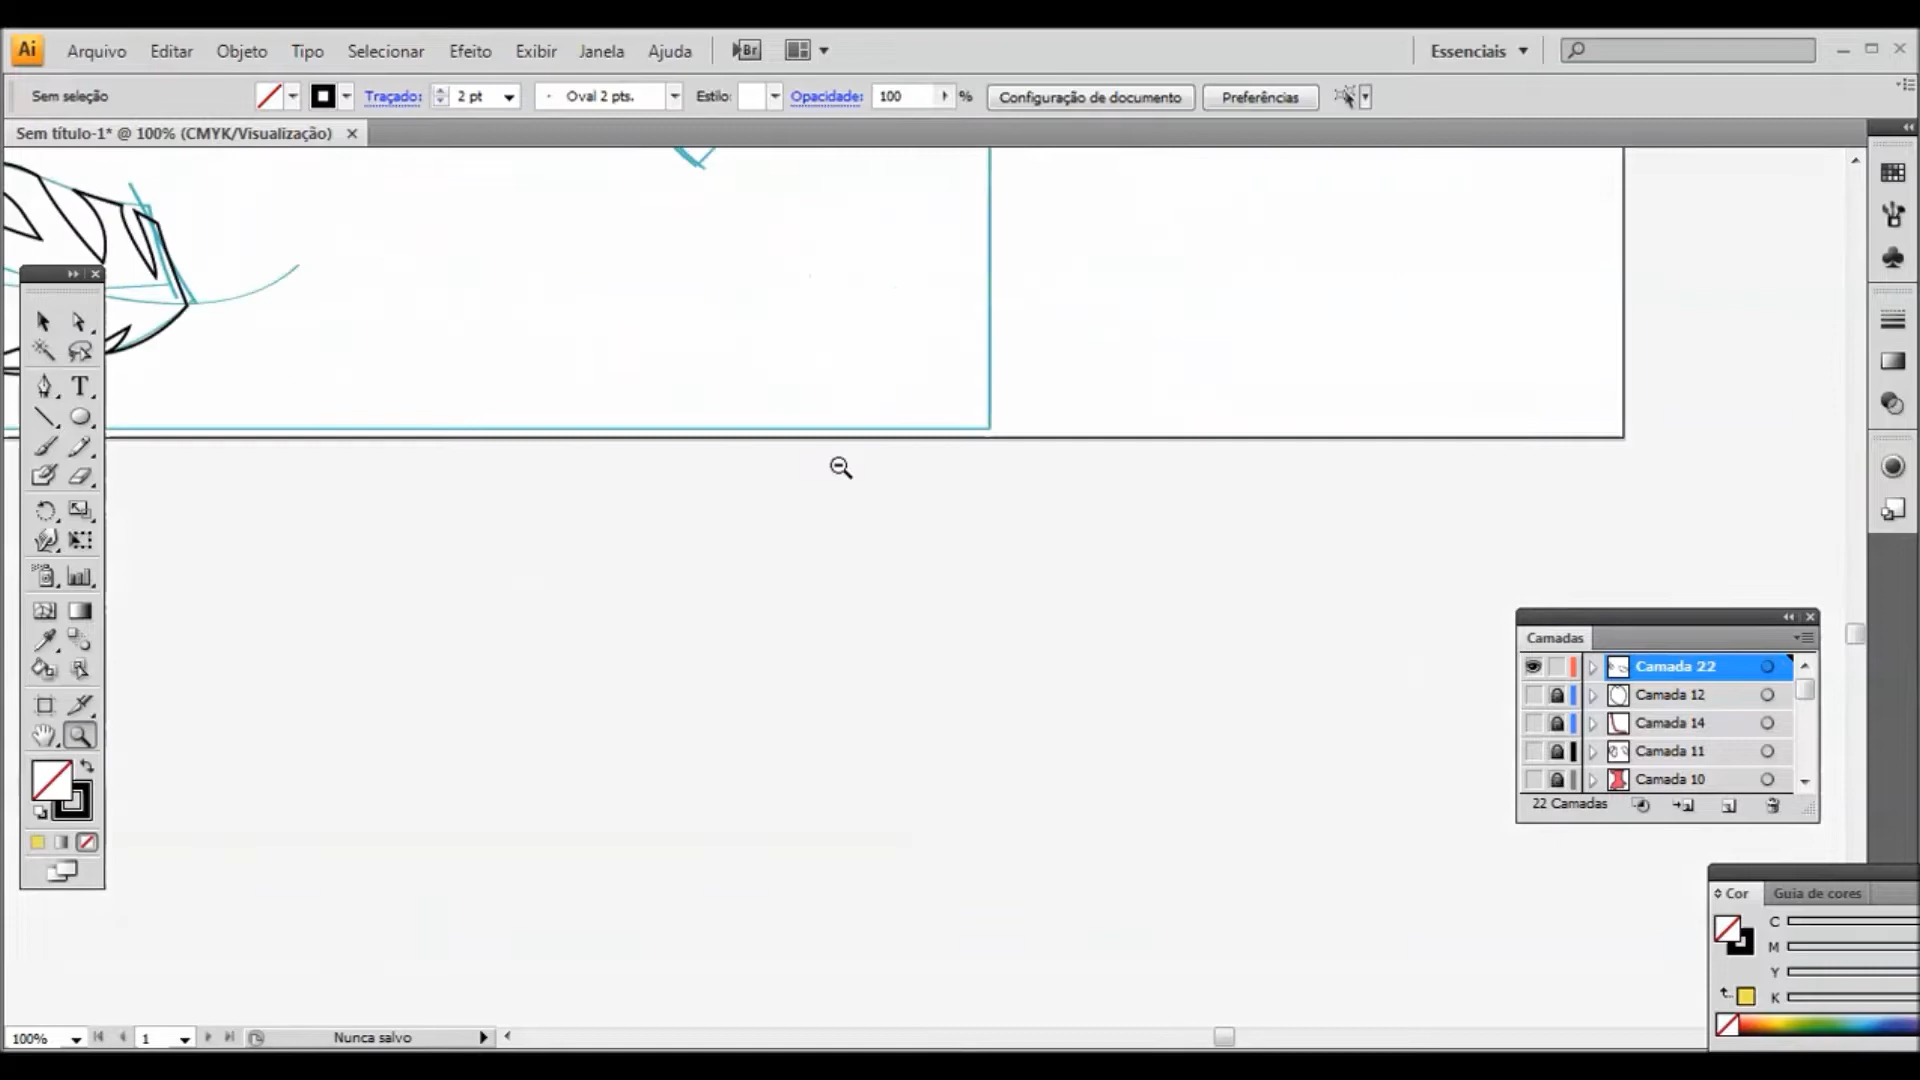 Ai Arquivo Editar Objeto Tipo Selecionar Efeito Exibir Janela Ajuda Br Essenciais
Sem seleção Traçado: 2 pt Oval 2 pts. Estilo: Opacidade: 100 % Configuração de documento Preferências
Sem título-1* @ 100% (CMYK/Visualização)
T
Camadas
Camada 22
Camada 12
Camada 14
Camada 11
Camada 10
22 Camadas
Cor Guia de cores
C
M
Y
K
100% 1 Nunca salvo